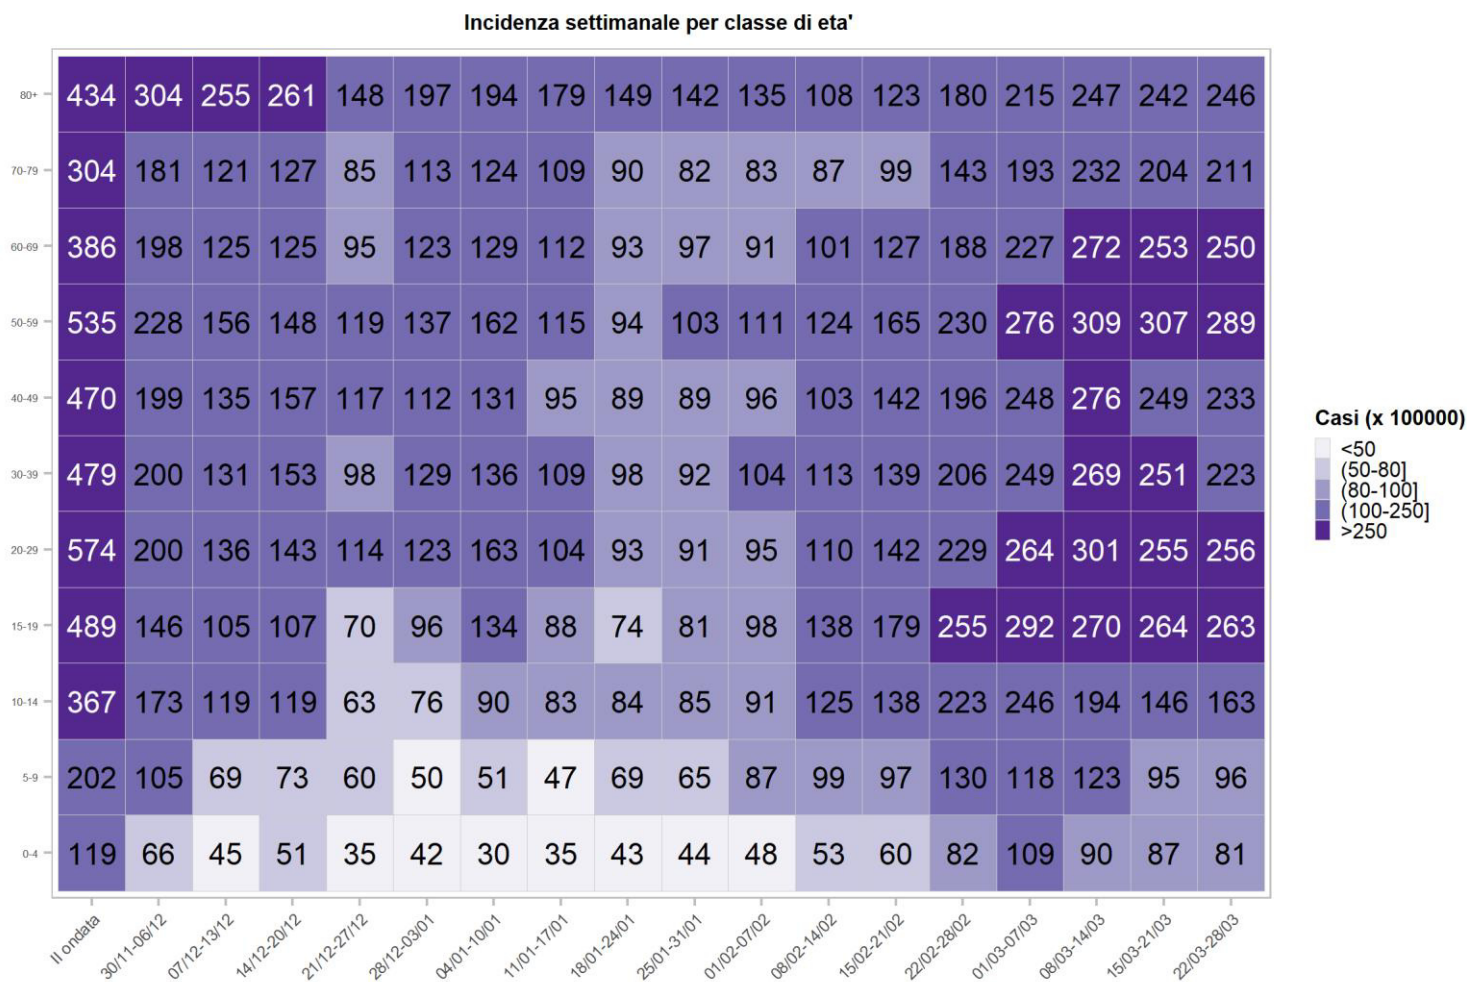 Incidenza settimanale per classe di eta'
80+ 434 304 255 261 148 197 194 179 149 142 135 108 123 180 215 247 242 246
70-79 304 181 121 127 85 113 124 109 90 82 83 87 99 143 193 232 204 211
60-69 386 198 125 125 95 123 129 112 93 97 91 101 127 188 227 272 253 250
50-59 535 228 156 148 119 137 162 115 94 103 111 124 165 230 276 309 307 289
40-49 470 199 135 157 117 112 131 95 89 89 96 103 142 196 248 276 249 233
30-39 479 200 131 153 98 129 136 109 98 92 104 113 139 206 249 269 251 223
20-29 574 200 136 143 114 123 163 104 93 91 95 110 142 229 264 301 255 256
15-19 489 146 105 107 70 96 134 88 74 81 98 138 179 255 292 270 264 263
10-14 367 173 119 119 63 76 90 83 84 85 91 125 138 223 246 194 146 163
5-9 202 105 69 73 60 50 51 47 69 65 87 99 97 130 118 123 95 96
0-4 119 66 45 51 35 42 30 35 43 44 48 53 60 82 109 90 87 81
II ondata 30/11-06/12 07/12-13/12 14/12-20/12 21/12-27/12 28/12-03/01 04/01-10/01 11/01-17/01 18/01-24/01 25/01-31/01 01/02-07/02 08/02-14/02 15/02-21/02 22/02-28/02 01/03-07/03 08/03-14/03 15/03-21/03 22/03-28/03
Casi (x 100000)
<50
(50-80]
(80-100]
(100-250]
>250